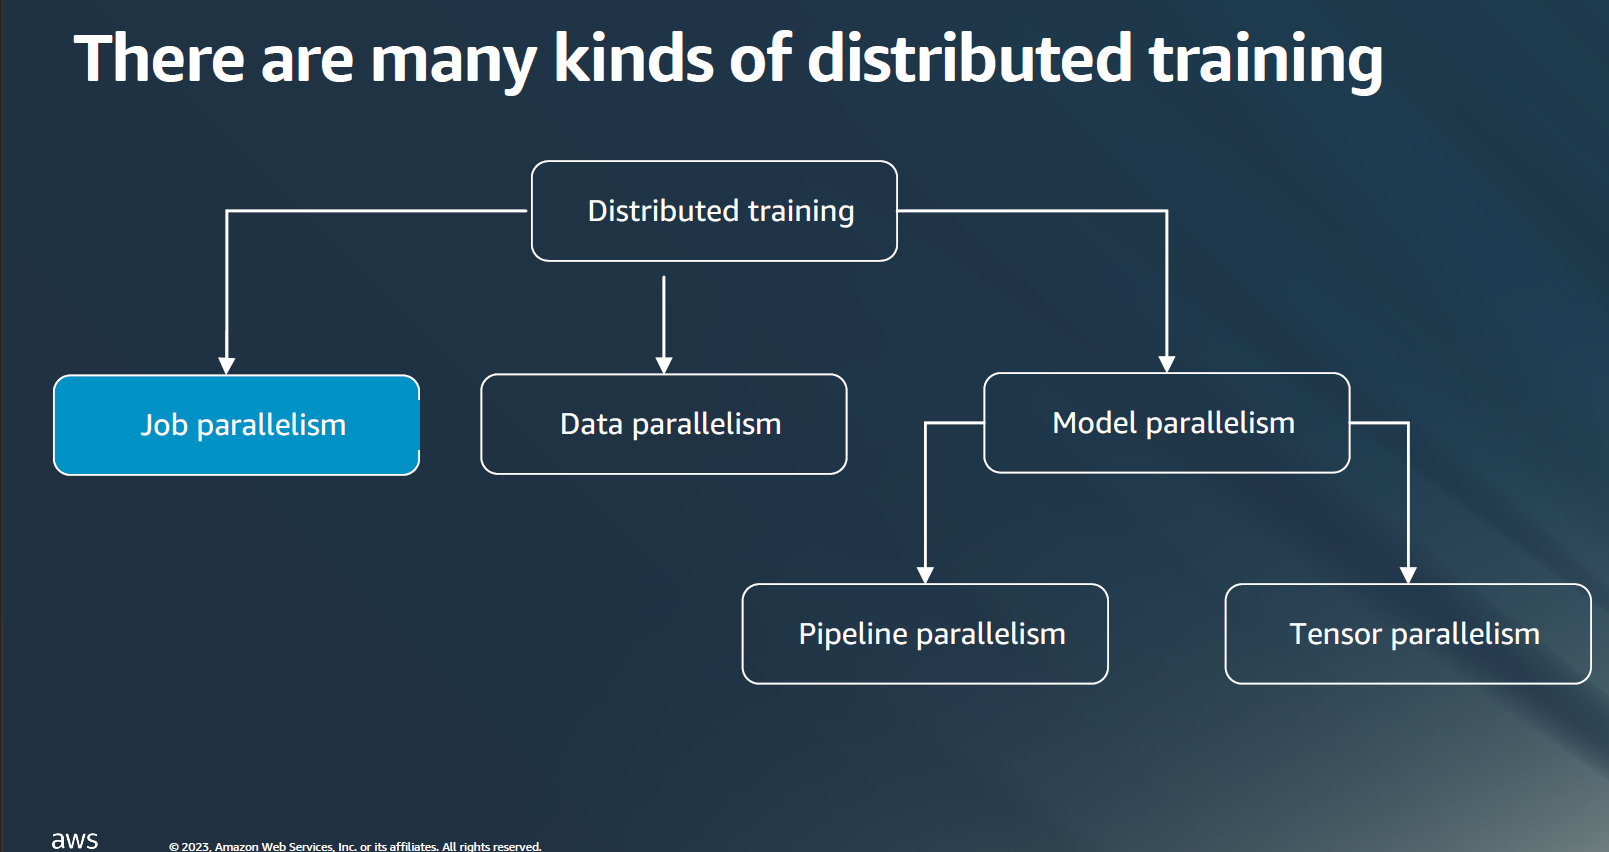 There are many kinds of distributed training
Distributed training
Job parallelism
Data parallelism
Model parallelism
Pipeline parallelism
Tensor parallelism
aws
© 2023, Amazon Web Services, Inc. or its affiliates. All rights reserved.